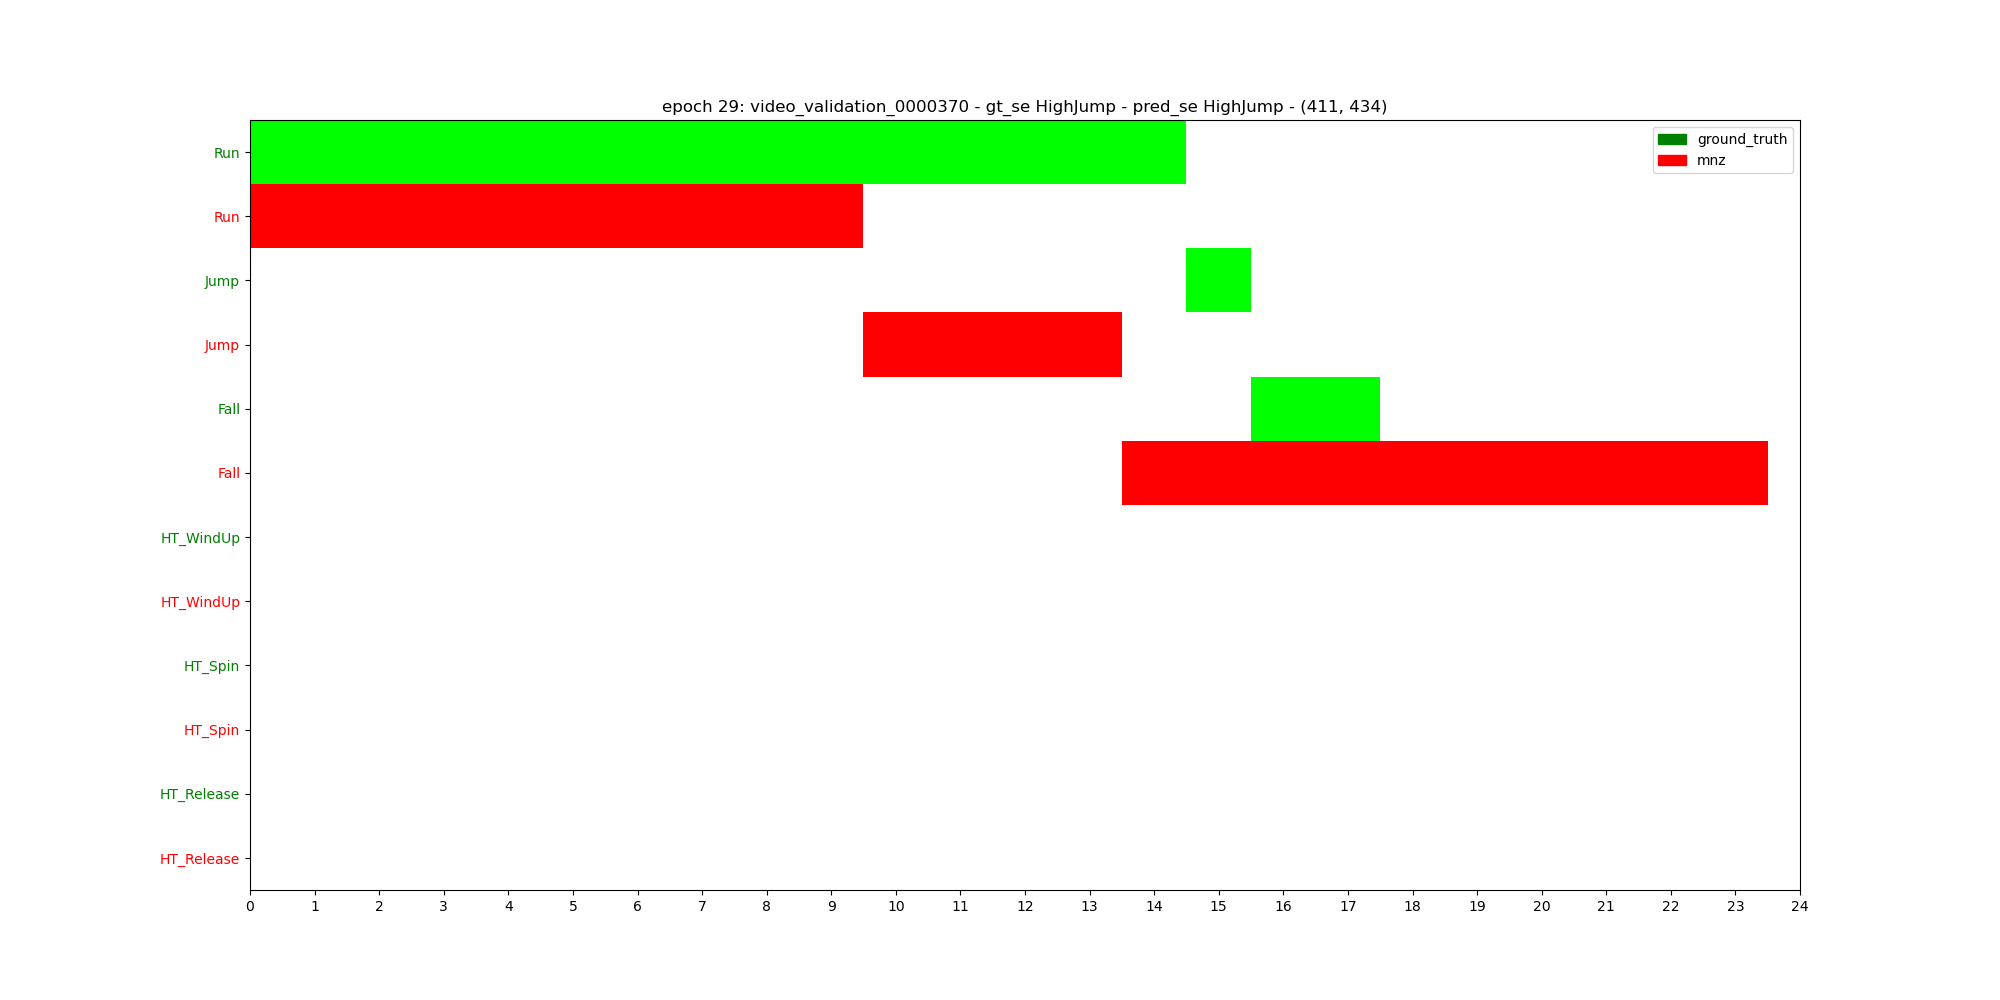 epoch 29: video_validation_0000370 - gt_se HighJump - pred_se HighJump - (411, 434)
ground_truth
mnz
Run
Run
Jump
Jump
Fall
Fall
HT_WindUp
HT_WindUp
HT_Spin
HT_Spin
HT_Release
HT_Release
0 1 2 3 4 5 6 7 8 9 10 11 12 13 14 15 16 17 18 19 20 21 22 23 24